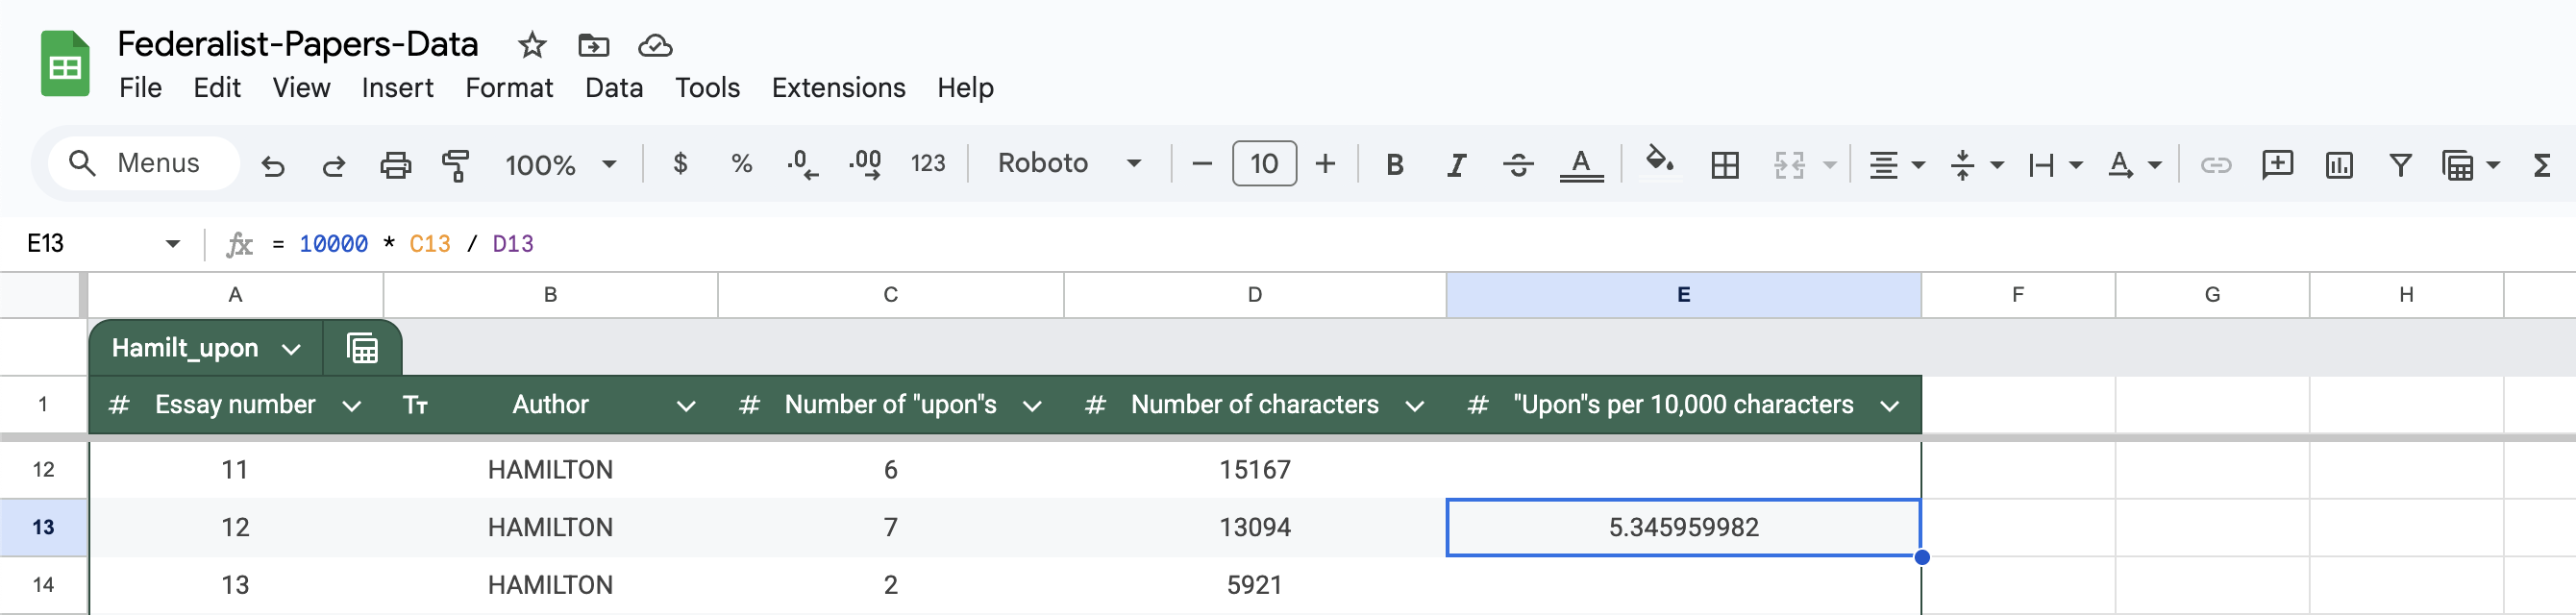 Federalist-Papers-Data
File Edit View Insert Format Data Tools Extensions Help
Menus 100% $ % .0 .00 123 Roboto 10 B I S A A Σ
E13 fx = 10000 * C13 / D13
A B C D E F G H
Hamilt_upon
1 # Essay number Tт Author # Number of "upon"s # Number of characters # "Upon"s per 10,000 characters
12 11 HAMILTON 6 15167
13 12 HAMILTON 7 13094 5.345959982
14 13 HAMILTON 2 5921